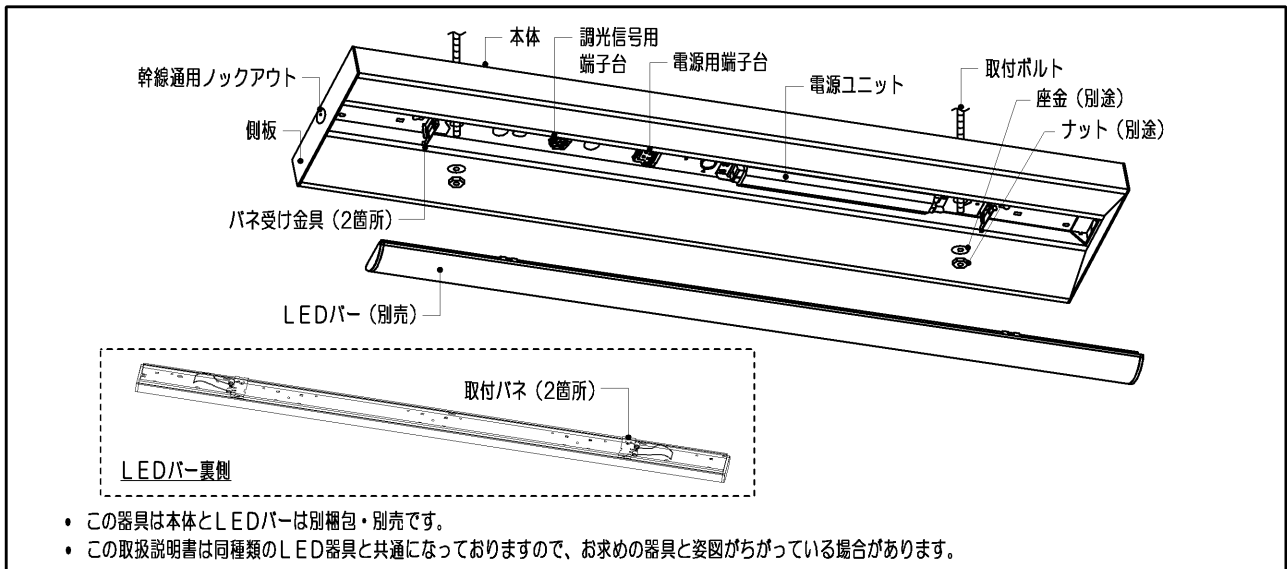 本体
調光信号用
端子台
電源用端子台
電源ユニット
取付ボルト
座金（別途）
ナット（別途）
幹線通用ノックアウト
側板
バネ受け金具（2箇所）
LEDバー（別売）
取付バネ（2箇所）
LEDバー裏側
• この器具は本体とLEDバーは別梱包・別売です。
• この取扱説明書は同種類のLED器具と共通になっておりますので、お求めの器具と姿図がちがっている場合があります。